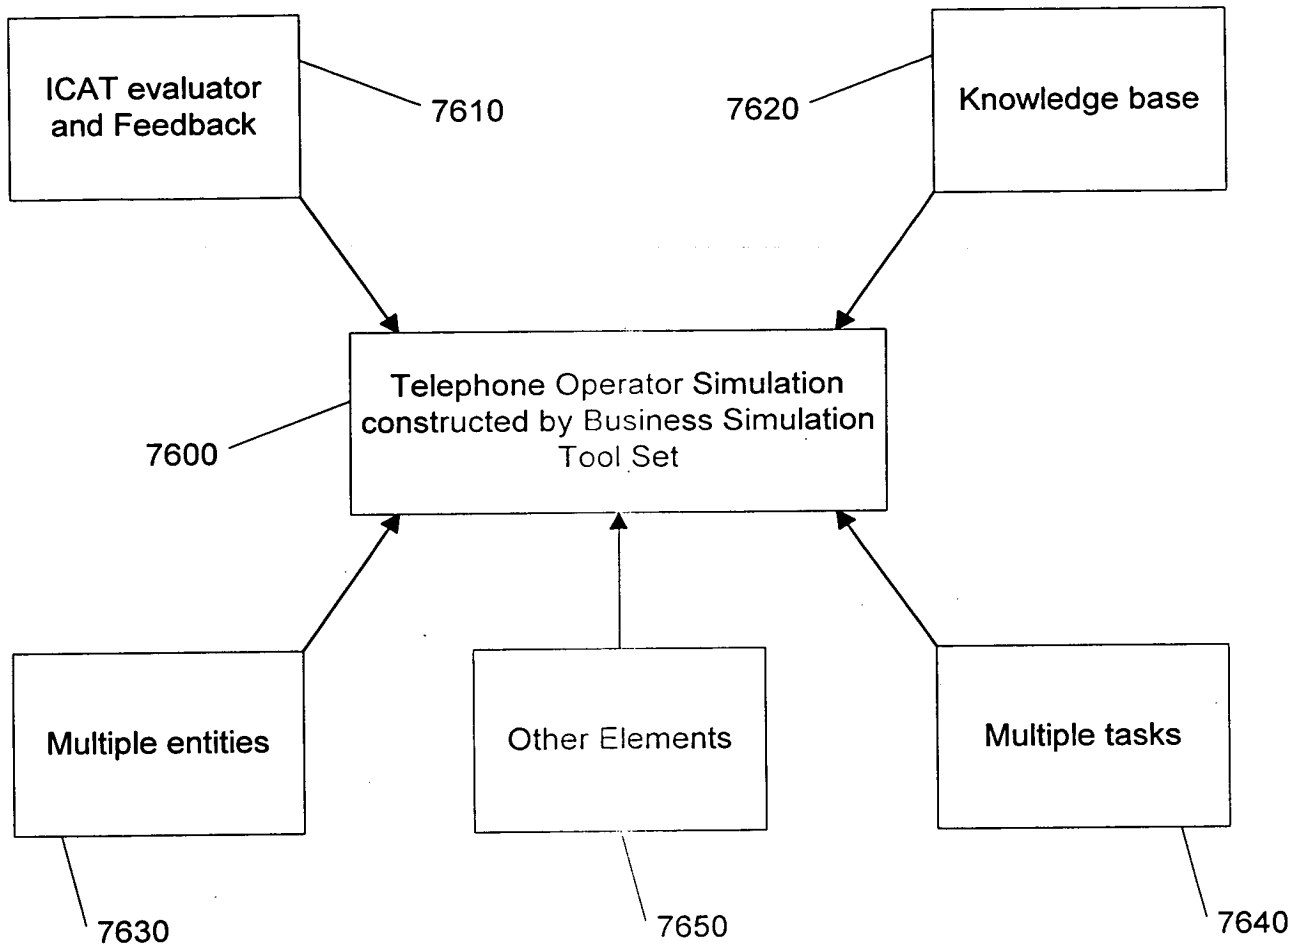 ICAT evaluator
and Feedback
7610
7620
Knowledge base
Telephone Operator Simulation
constructed by Business Simulation
Tool Set
7600
Multiple entities
Other Elements
Multiple tasks
7630
7650
7640